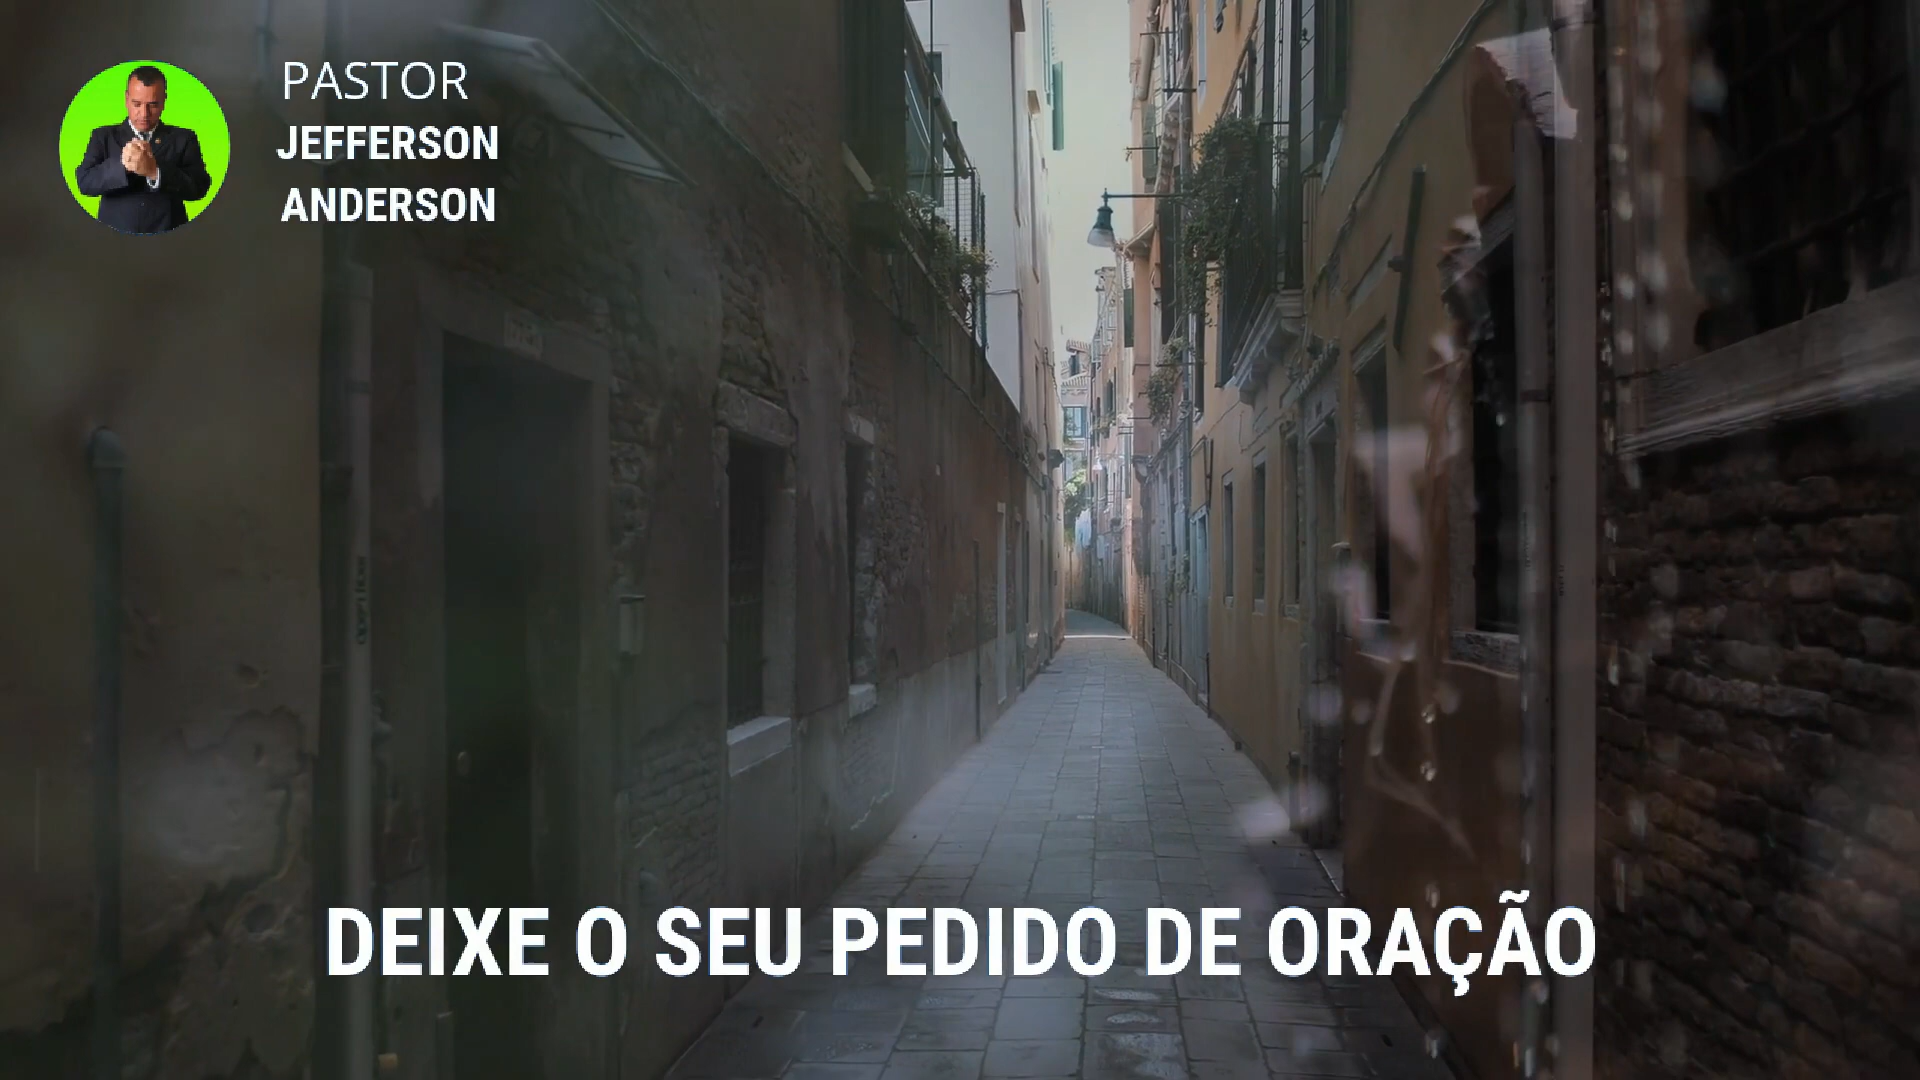 PASTOR
JEFFERSON
ANDERSON
DEIXE O SEU PEDIDO DE ORAÇÃO